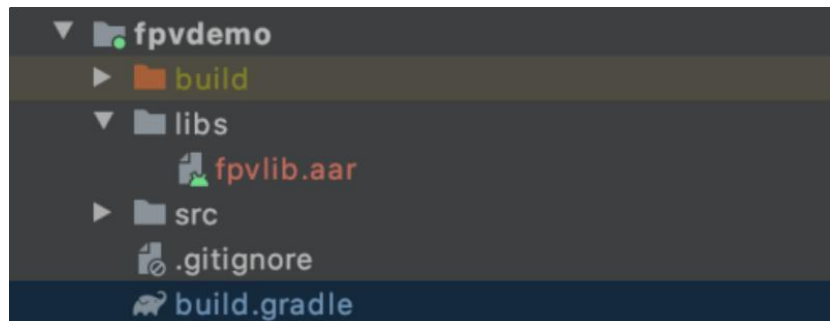 fpvdemo
build
libs
fpvlib.aar
src
.gitignore
build.gradle